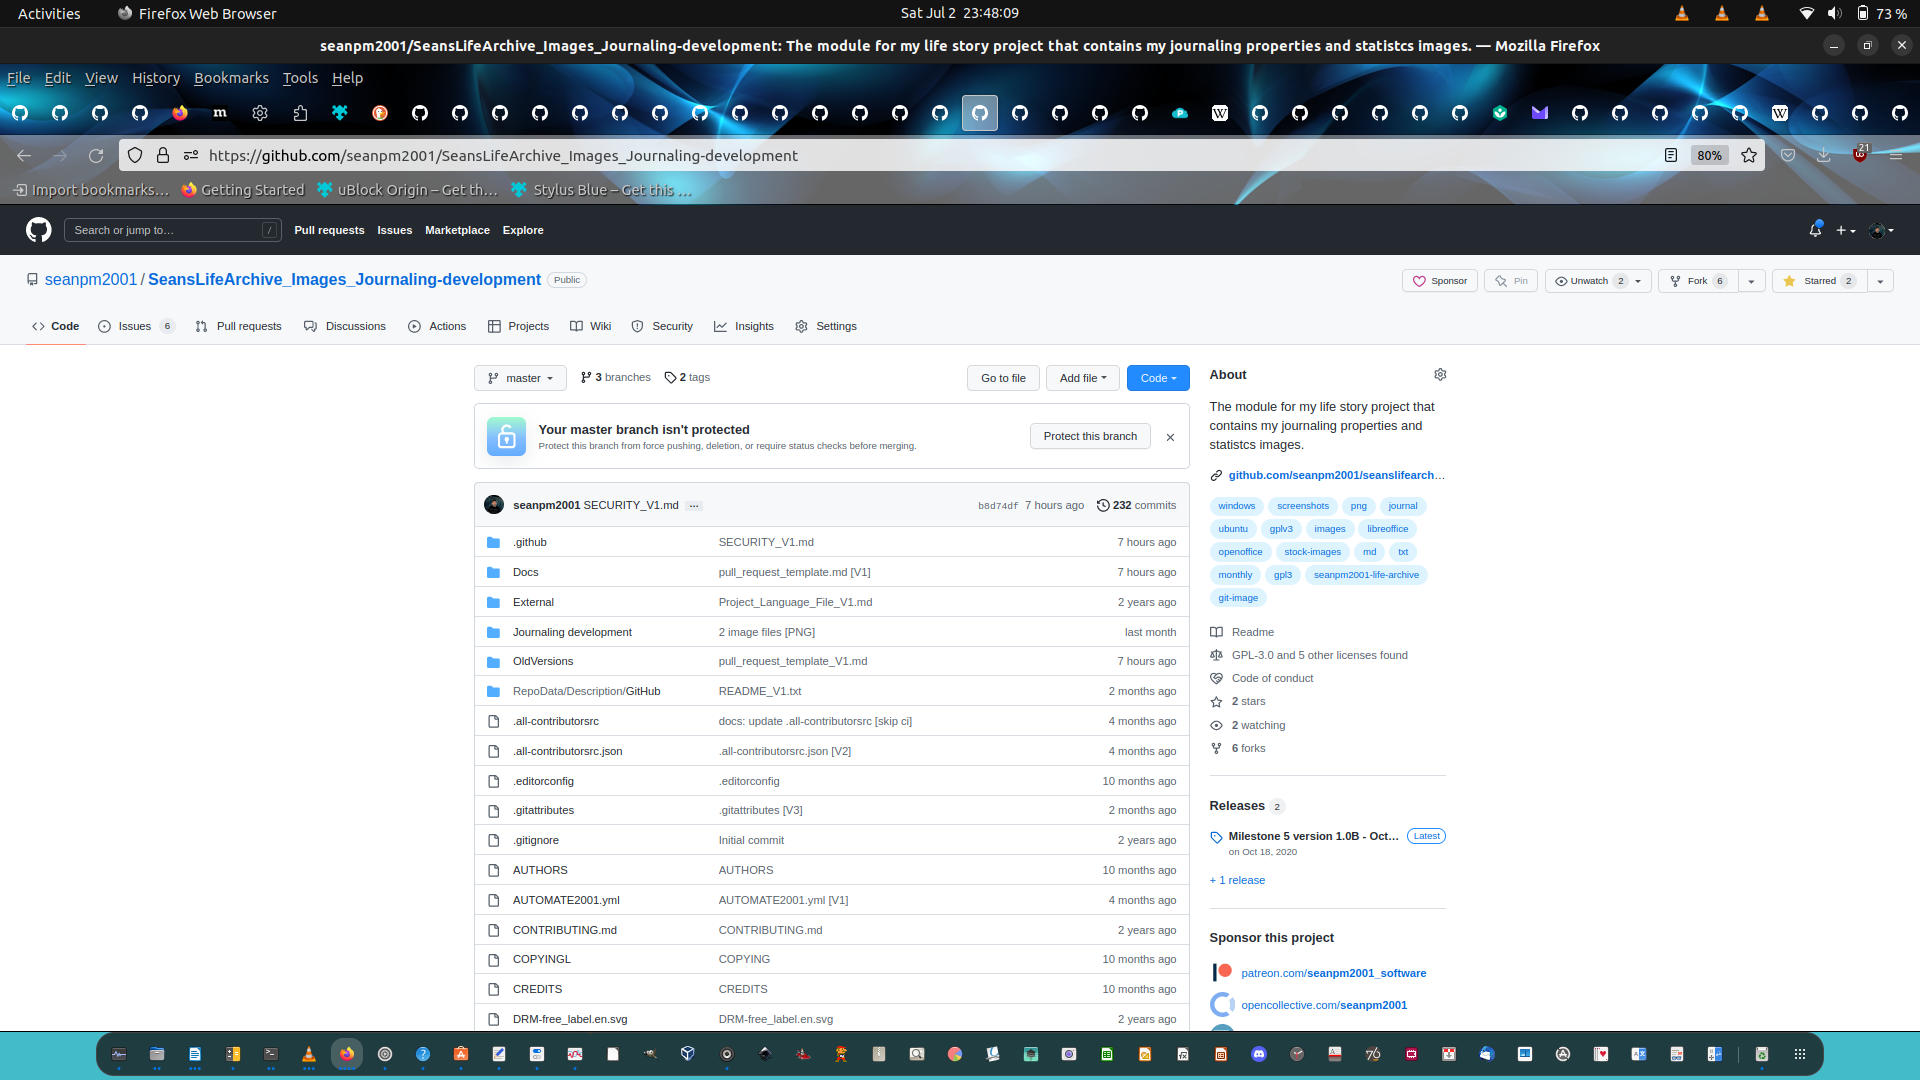 Activities
Firefox Web Browser
Sat Jul 2 23:48:09
73 %
seanpm2001/SeansLifeArchive_Images_Journaling-development: The module for my life story project that contains my journaling properties and statistcs images. — Mozilla Firefox
File Edit View History Bookmarks Tools Help
https://github.com/seanpm2001/SeansLifeArchive_Images_Journaling-development
80%
21
Import bookmarks… Getting Started uBlock Origin – Get th… Stylus Blue – Get this …
Search or jump to… /
Pull requests Issues Marketplace Explore
seanpm2001 / SeansLifeArchive_Images_Journaling-development Public
Sponsor Pin Unwatch 2 Fork 6 Starred 2
Code Issues 6 Pull requests Discussions Actions Projects Wiki Security Insights Settings
master 3 branches 2 tags
Go to file Add file Code
Your master branch isn't protected
Protect this branch from force pushing, deletion, or require status checks before merging.
Protect this branch
seanpm2001 SECURITY_V1.md ... b8d74df 7 hours ago 232 commits
.github SECURITY_V1.md 7 hours ago
Docs pull_request_template.md [V1] 7 hours ago
External Project_Language_File_V1.md 2 years ago
Journaling development 2 image files [PNG] last month
OldVersions pull_request_template_V1.md 7 hours ago
RepoData/Description/GitHub README_V1.txt 2 months ago
.all-contributorsrc docs: update .all-contributorsrc [skip ci] 4 months ago
.all-contributorsrc.json .all-contributorsrc.json [V2] 4 months ago
.editorconfig .editorconfig 10 months ago
.gitattributes .gitattributes [V3] 2 months ago
.gitignore Initial commit 2 years ago
AUTHORS AUTHORS 10 months ago
AUTOMATE2001.yml AUTOMATE2001.yml [V1] 4 months ago
CONTRIBUTING.md CONTRIBUTING.md 2 years ago
COPYINGL COPYING 10 months ago
CREDITS CREDITS 10 months ago
DRM-free_label.en.svg DRM-free_label.en.svg 2 years ago
About
The module for my life story project that
contains my journaling properties and
statistcs images.
github.com/seanpm2001/seanslifearch…
windows screenshots png journal
ubuntu gplv3 images libreoffice
openoffice stock-images md txt
monthly gpl3 seanpm2001-life-archive
git-image
Readme
GPL-3.0 and 5 other licenses found
Code of conduct
2 stars
2 watching
6 forks
Releases 2
Milestone 5 version 1.0B - Oct… Latest
on Oct 18, 2020
+ 1 release
Sponsor this project
patreon.com/seanpm2001_software
opencollective.com/seanpm2001